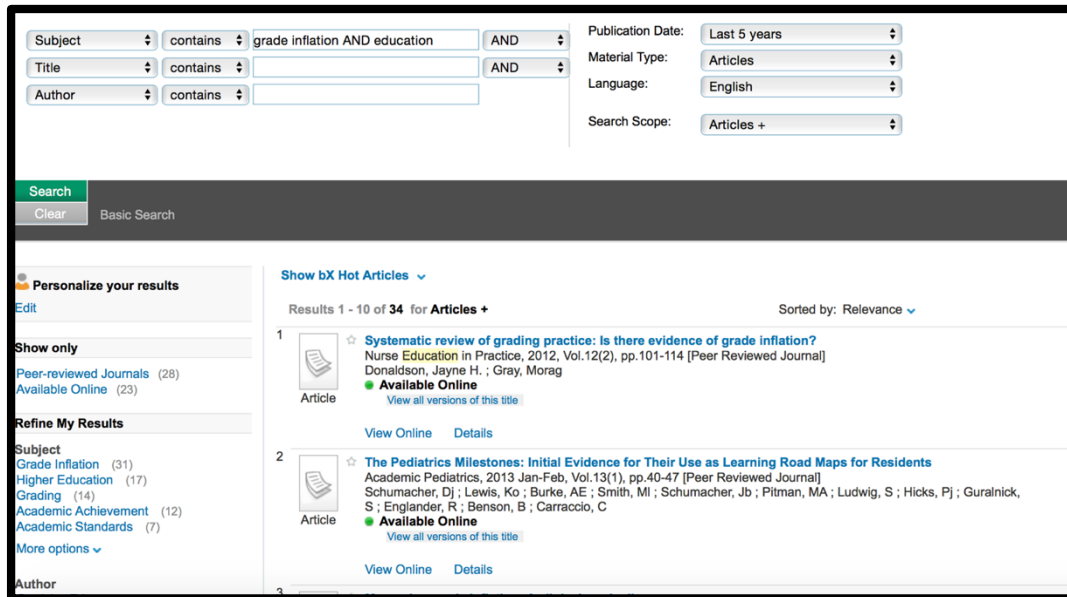 Subject contains grade inflation AND education AND
Title contains AND
Author contains
Publication Date: Last 5 years
Material Type: Articles
Language: English
Search Scope: Articles +
Search
Clear Basic Search
Personalize your results
Edit
Show only
Peer-reviewed Journals (28)
Available Online (23)
Refine My Results
Subject
Grade Inflation (31)
Higher Education (17)
Grading (14)
Academic Achievement (12)
Academic Standards (7)
More options
Author
Show bX Hot Articles
Results 1 - 10 of 34 for Articles + Sorted by: Relevance
1
Article
Systematic review of grading practice: Is there evidence of grade inflation?
Nurse Education in Practice, 2012, Vol.12(2), pp.101-114 [Peer Reviewed Journal]
Donaldson, Jayne H. ; Gray, Morag
Available Online
View all versions of this title
View Online Details
2
Article
The Pediatrics Milestones: Initial Evidence for Their Use as Learning Road Maps for Residents
Academic Pediatrics, 2013 Jan-Feb, Vol.13(1), pp.40-47 [Peer Reviewed Journal]
Schumacher, Dj ; Lewis, Ko ; Burke, AE ; Smith, Ml ; Schumacher, Jb ; Pitman, MA ; Ludwig, S ; Hicks, Pj ; Guralnick,
S ; Englander, R ; Benson, B ; Carraccio, C
Available Online
View all versions of this title
View Online Details
3